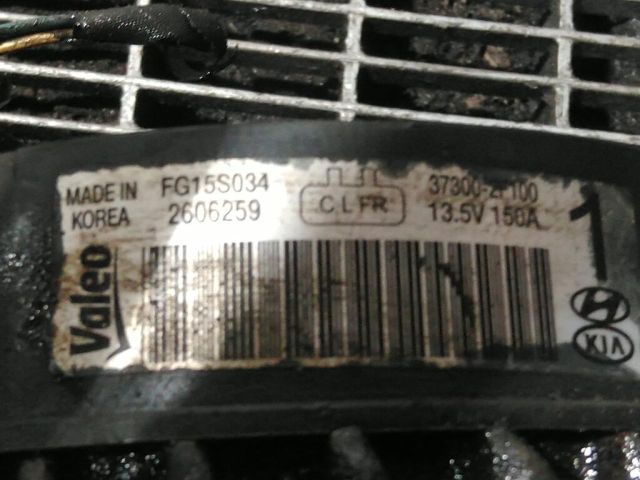 MADE IN
KOREA
FG15S034
2606259
C L FR
37300-2F100
13.5V 150A
1
Valeo
KIA